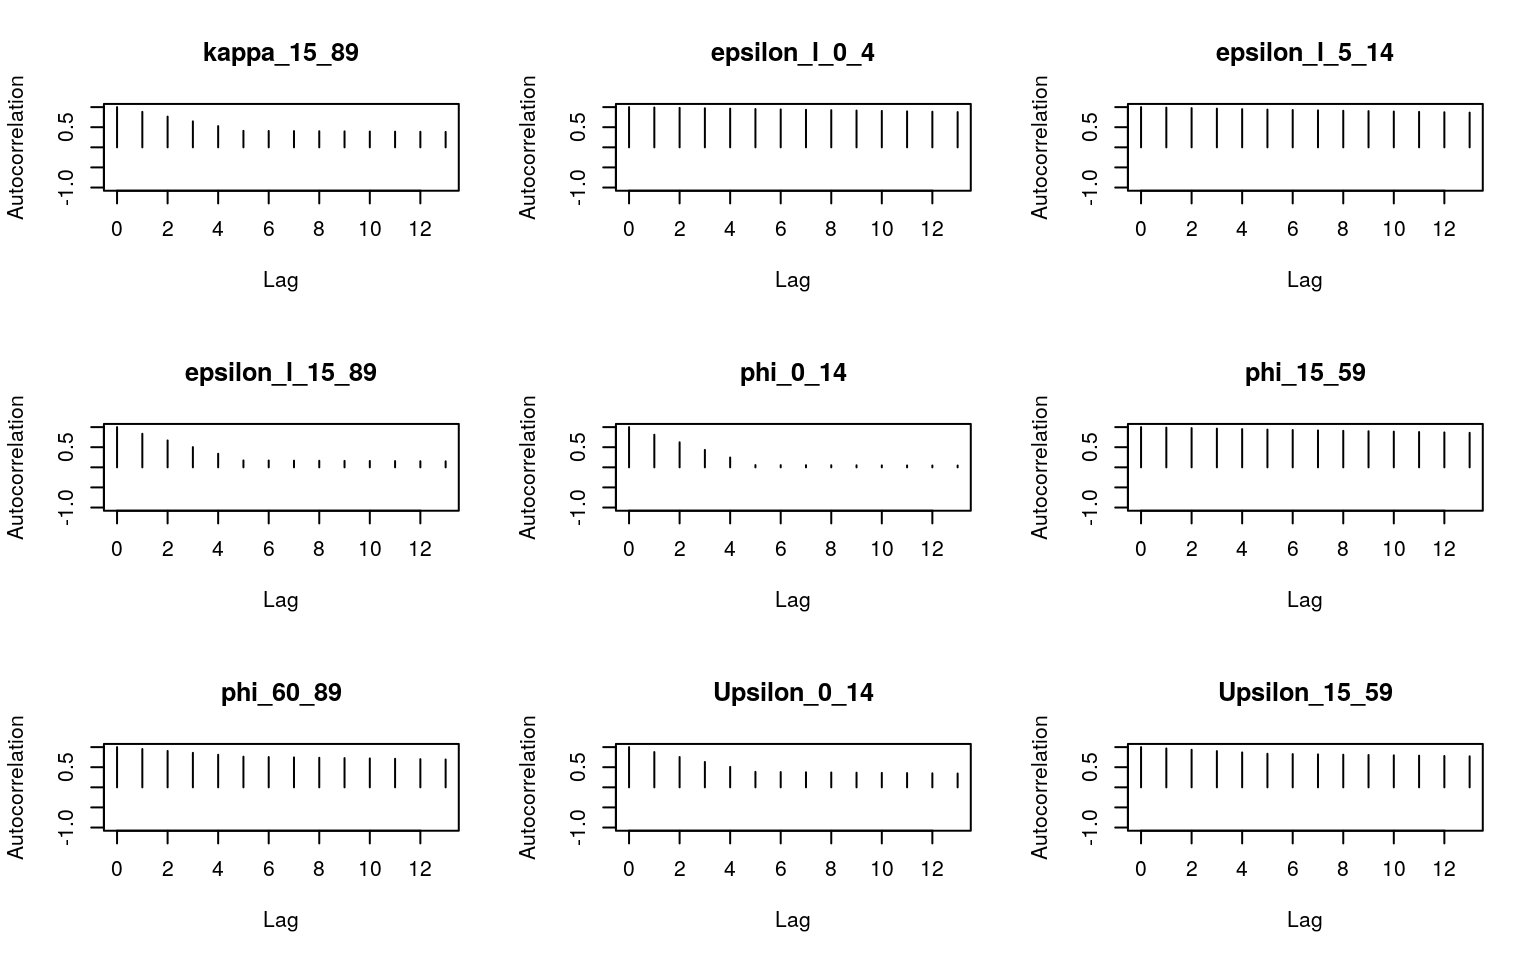 kappa_15_89
Autocorrelation
0.5
-1.0
0 2 4 6 8 10 12
Lag
epsilon_l_0_4
Autocorrelation
0.5
-1.0
0 2 4 6 8 10 12
Lag
epsilon_l_5_14
Autocorrelation
0.5
-1.0
0 2 4 6 8 10 12
Lag
epsilon_l_15_89
Autocorrelation
0.5
-1.0
0 2 4 6 8 10 12
Lag
phi_0_14
Autocorrelation
0.5
-1.0
0 2 4 6 8 10 12
Lag
phi_15_59
Autocorrelation
0.5
-1.0
0 2 4 6 8 10 12
Lag
phi_60_89
Autocorrelation
0.5
-1.0
0 2 4 6 8 10 12
Lag
Upsilon_0_14
Autocorrelation
0.5
-1.0
0 2 4 6 8 10 12
Lag
Upsilon_15_59
Autocorrelation
0.5
-1.0
0 2 4 6 8 10 12
Lag